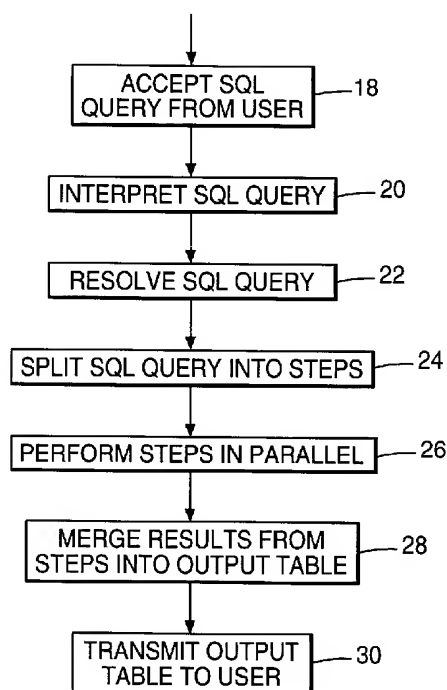 ACCEPT SQL
QUERY FROM USER
18
INTERPRET SQL QUERY
20
RESOLVE SQL QUERY
22
SPLIT SQL QUERY INTO STEPS
24
PERFORM STEPS IN PARALLEL
26
MERGE RESULTS FROM
STEPS INTO OUTPUT TABLE
28
TRANSMIT OUTPUT
TABLE TO USER
30